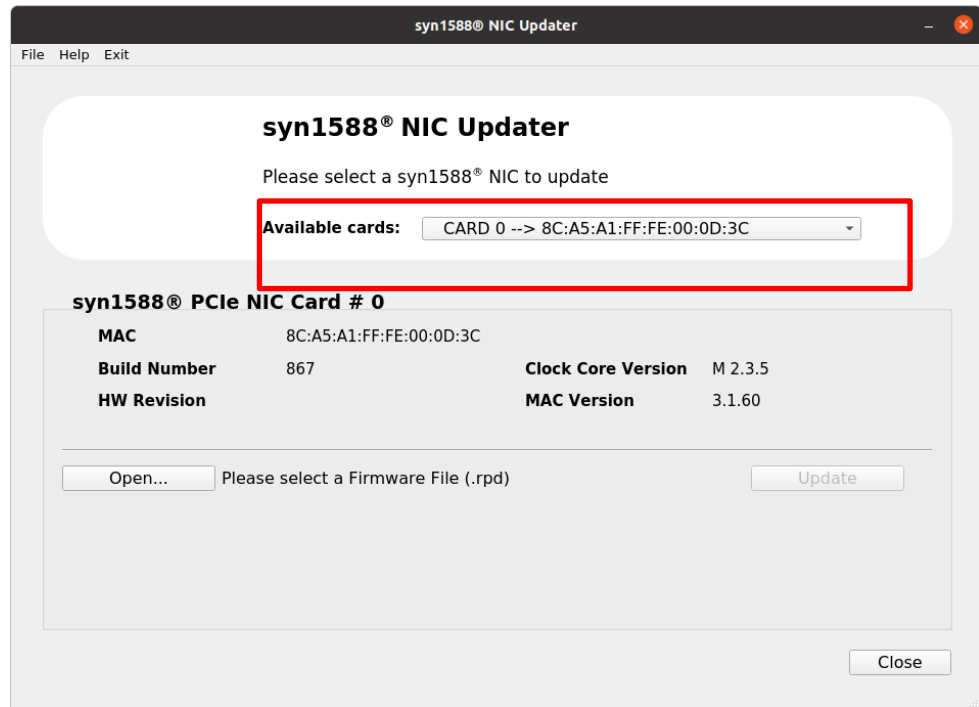 syn1588® NIC Updater
File Help Exit
syn1588® NIC Updater
Please select a syn1588® NIC to update
Available cards: CARD 0 --> 8C:A5:A1:FF:FE:00:0D:3C
syn1588® PCIe NIC Card # 0
MAC 8C:A5:A1:FF:FE:00:0D:3C
Build Number 867 Clock Core Version M 2.3.5
HW Revision MAC Version 3.1.60
Open... Please select a Firmware File (.rpd) Update
Close